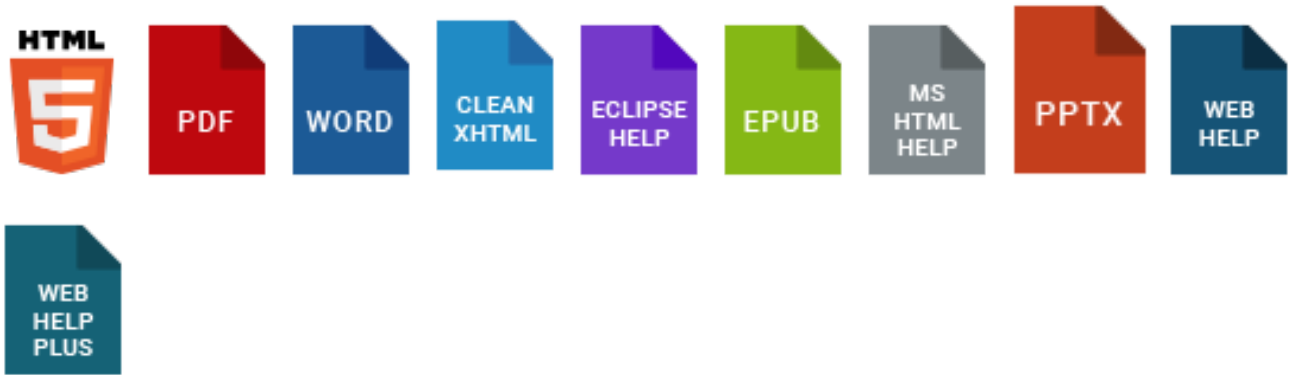 HTML
5
PDF
WORD
CLEAN
XHTML
ECLIPSE
HELP
EPUB
MS
HTML
HELP
PPTX
WEB
HELP
WEB
HELP
PLUS